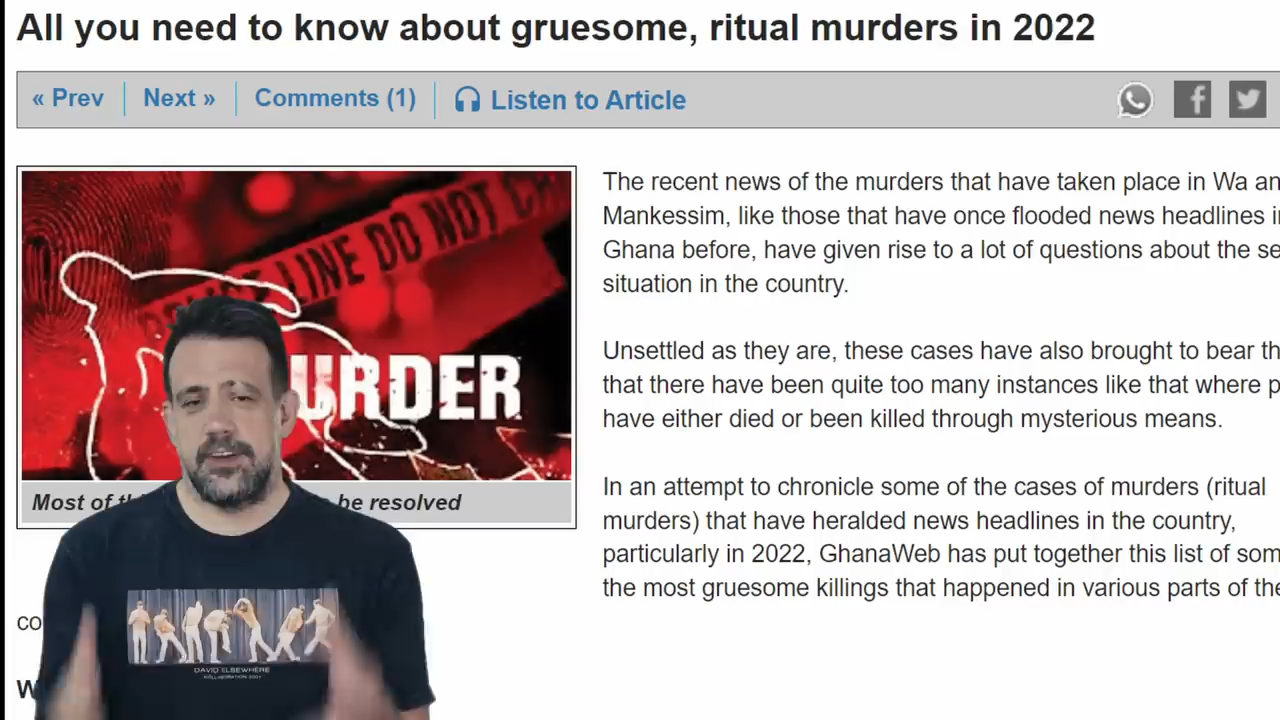 All you need to know about gruesome, ritual murders in 2022
« Prev
Next »
Comments (1)
Listen to Article
LINE DO NOT
URDER
Most of be resolved
The recent news of the murders that have taken place in Wa an
Mankessim, like those that have once flooded news headlines i
Ghana before, have given rise to a lot of questions about the se
situation in the country.
Unsettled as they are, these cases have also brought to bear th
that there have been quite too many instances like that where p
have either died or been killed through mysterious means.
In an attempt to chronicle some of the cases of murders (ritual
murders) that have heralded news headlines in the country,
particularly in 2022, GhanaWeb has put together this list of som
the most gruesome killings that happened in various parts of the
co
W
DAVID ELSEWHERE
KOLLABORATION 2001